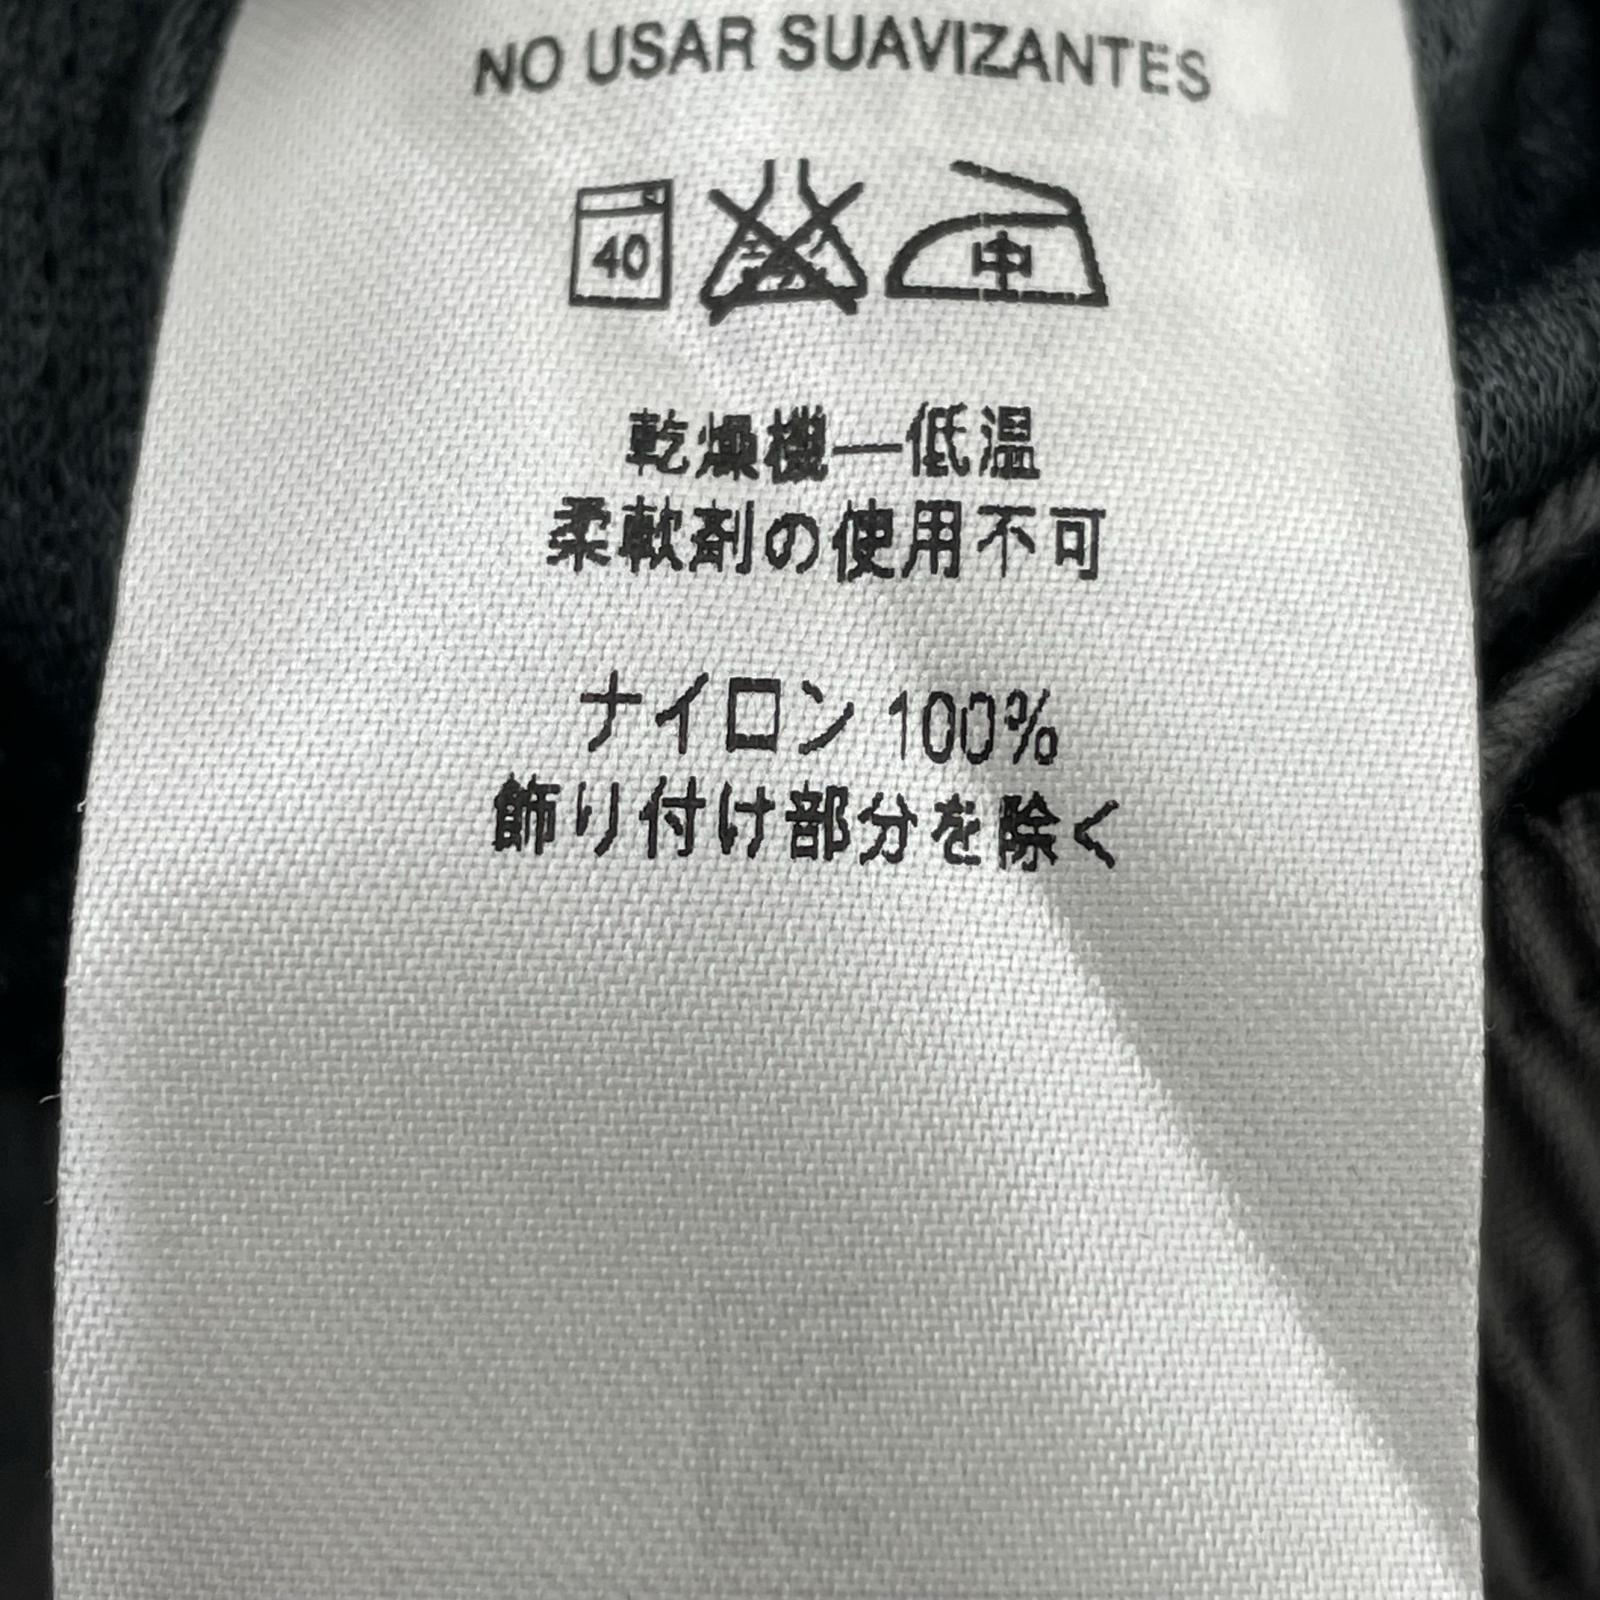 NO USAR SUAVIZANTES
40 中
乾燥機—低温
柔軟剤の使用不可
ナイロン 100%
飾り付け部分を除く